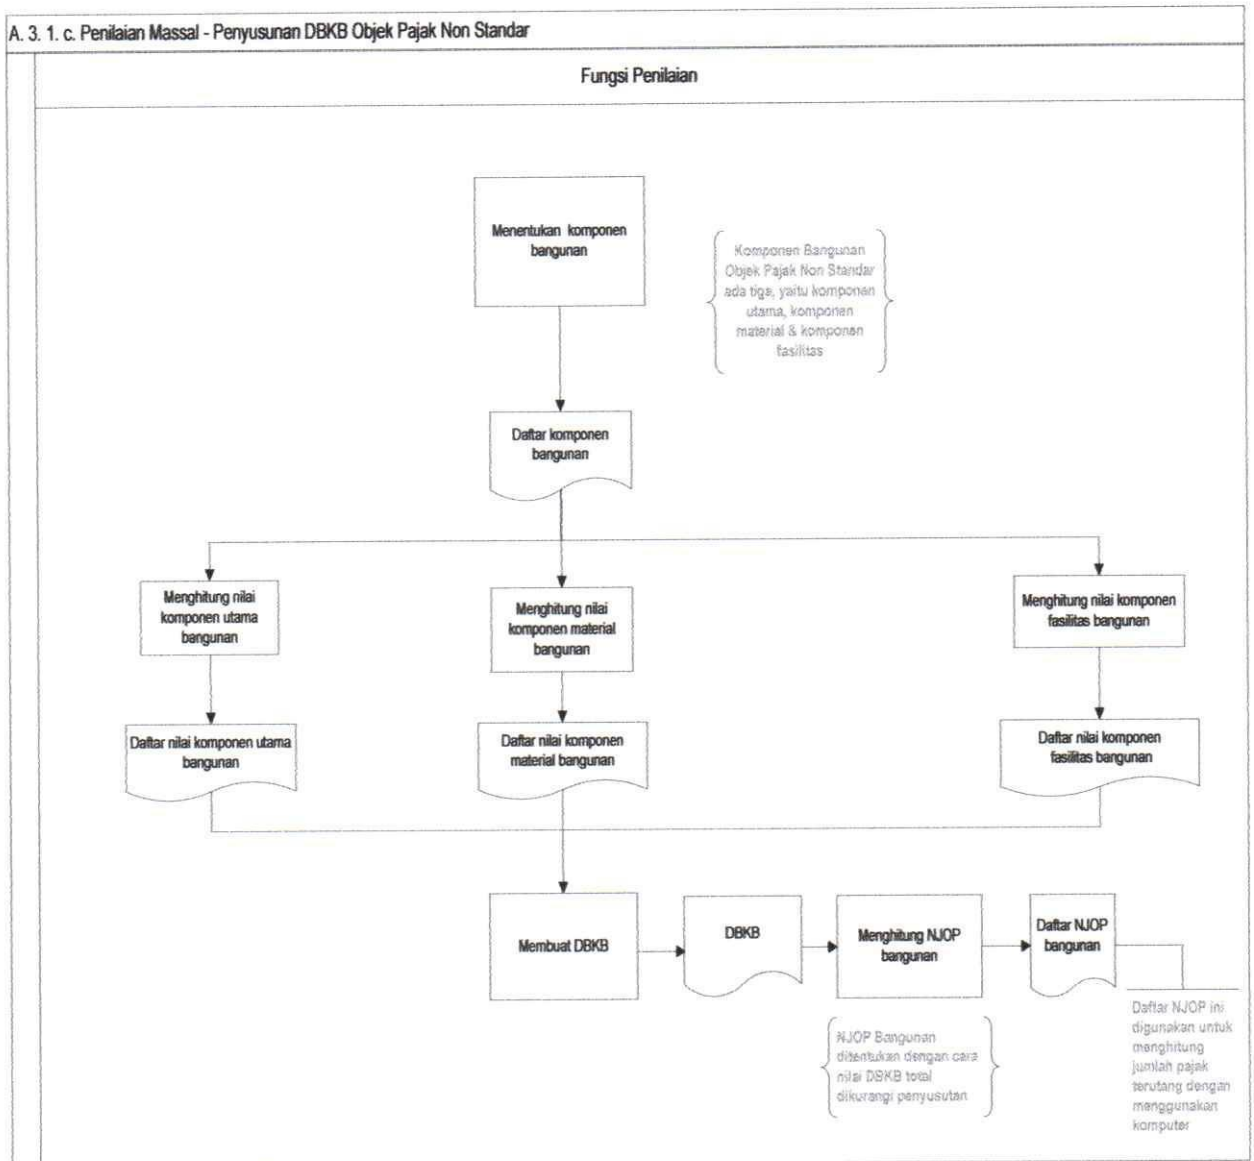 A. 3. 1. c. Penilaian Massal - Penyusunan DBKB Objek Pajak Non Standar
Fungsi Penilaian
Menentukan komponen
bangunan
Komponen Bangunan
Objek Pajak Non Standar
ada tiga, yaitu komponen
utama, komponen
material & komponen
fasilitas
Daftar komponen
bangunan
Menghitung nilai
komponen utama
bangunan
Menghitung nilai
komponen material
bangunan
Menghitung nilai komponen
fasilitas bangunan
Daftar nilai komponen utama
bangunan
Daftar nilai komponen
material bangunan
Daftar nilai komponen
fasilitas bangunan
Membuat DBKB
DBKB
Menghitung NJOP
bangunan
Daftar NJOP
bangunan
NJOP Bangunan
ditentukan dengan cara
nilai DBKB total
dikurangi penyusutan
Daftar NJOP ini
digunakan untuk
menghitung
jumlah pajak
terutang dengan
menggunakan
komputer